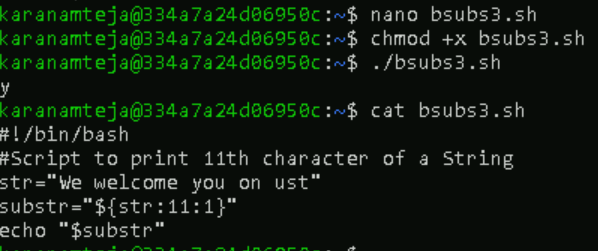 karanamteja@334a7a24d06950c:~$ nano bsubs3.sh
karanamteja@334a7a24d06950c:~$ chmod +x bsubs3.sh
karanamteja@334a7a24d06950c:~$ ./bsubs3.sh
y
karanamteja@334a7a24d06950c:~$ cat bsubs3.sh
#!/bin/bash
#Script to print 11th character of a String
str="We welcome you on ust"
substr="${str:11:1}"
echo "$substr"